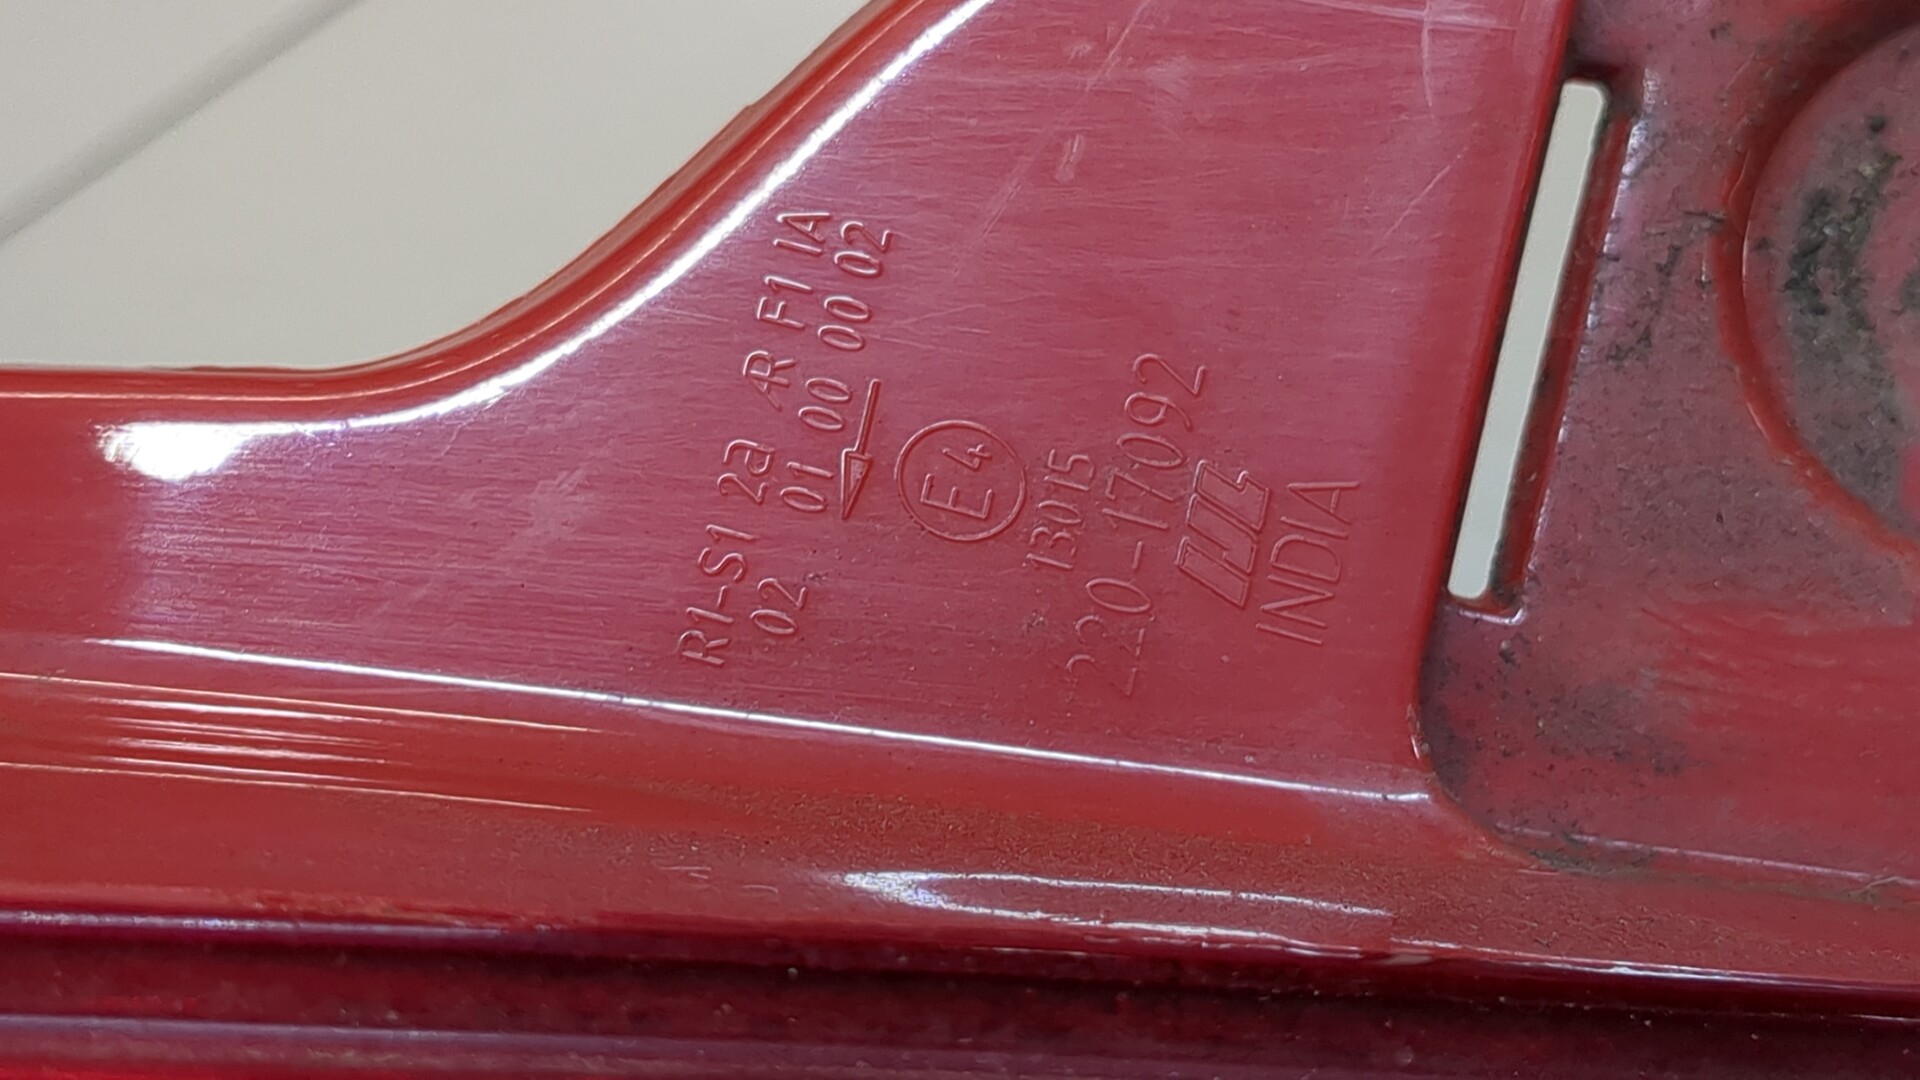 R1-S1 2a AR F1 IA
02 01 00 00 02
E4
13015
220-17092
INDIA